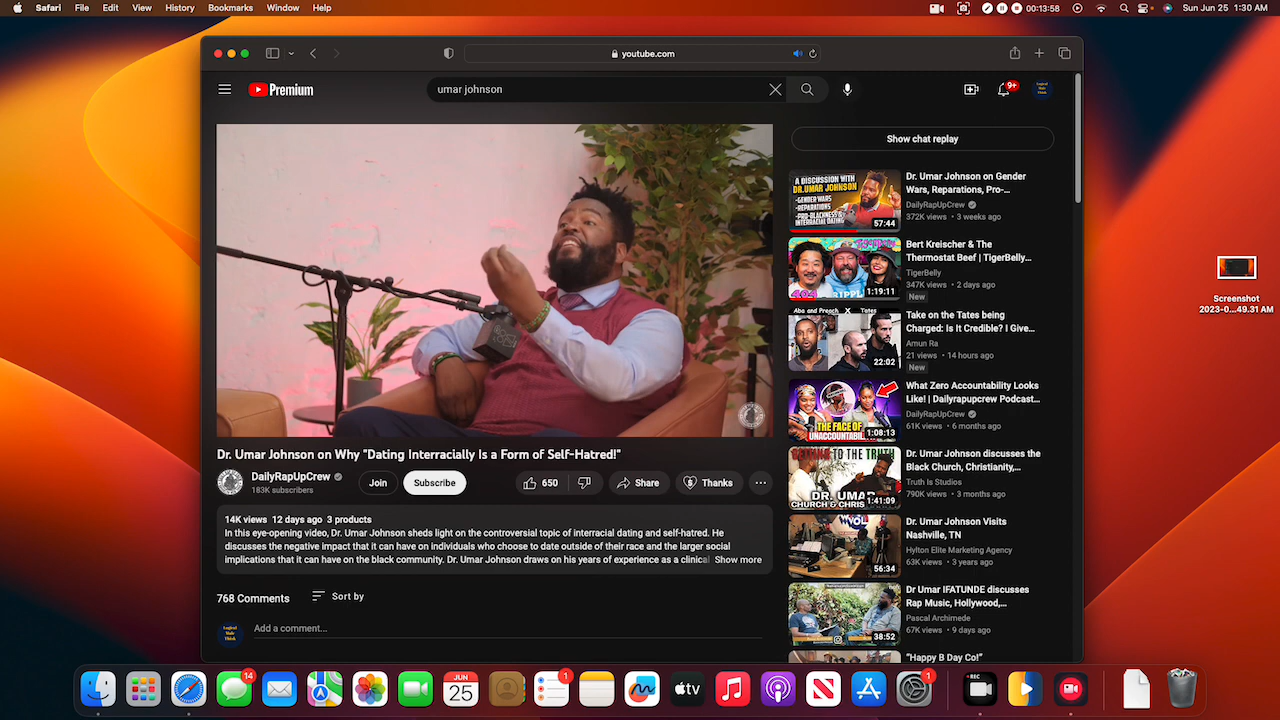 Safari File Edit View History Bookmarks Window Help
00:13:58
Sun Jun 25 1:30 AM
youtube.com
Premium
umar johnson
9+
Dr. Umar Johnson on Why "Dating Interracially Is a Form of Self-Hatred!"
DailyRapUpCrew
183K subscribers
Join
Subscribe
650
Share
Thanks
14K views 12 days ago 3 products
In this eye-opening video, Dr. Umar Johnson sheds light on the controversial topic of interracial dating and self-hatred. He
discusses the negative impact that it can have on individuals who choose to date outside of their race and the larger social
implications that it can have on the black community. Dr. Umar Johnson draws on his years of experience as a clinical Show more
768 Comments
Sort by
Add a comment...
Show chat replay
A DISCUSSION WITH
DR.UMAR JOHNSON
-GENDER WARS
-REPARATIONS
-PRO-BLACKNESS &
INTERRACIAL DATING
57:44
Dr. Umar Johnson on Gender
Wars, Reparations, Pro-...
DailyRapUpCrew
372K views • 3 weeks ago
1:19:11
Bert Kreischer & The
Thermostat Beef | TigerBelly...
TigerBelly
347K views • 2 days ago
New
Aba and Preach X Tates
22:02
Take on the Tates being
Charged: Is It Credible? I Give...
Amun Ra
21 views • 14 hours ago
New
THE FACE OF
UNACCOUNTABIL
1:08:13
What Zero Accountability Looks
Like! | Dailyrapupcrew Podcast...
DailyRapUpCrew
61K views • 6 months ago
GETTING TO THE TRUTH
DR. UMAR
CHURCH & CHRIS
1:41:09
Dr. Umar Johnson discusses the
Black Church, Christianity,...
Truth Is Studios
790K views • 3 months ago
56:34
Dr. Umar Johnson Visits
Nashville, TN
Hylton Elite Marketing Agency
63K views • 3 years ago
38:52
Dr Umar IFATUNDE discusses
Rap Music, Hollywood,...
Pascal Archimede
67K views • 9 days ago
"Happy B Day Co!"
Screenshot
2023-0...49.31 AM
14
JUN
25
1
tv
1
REC